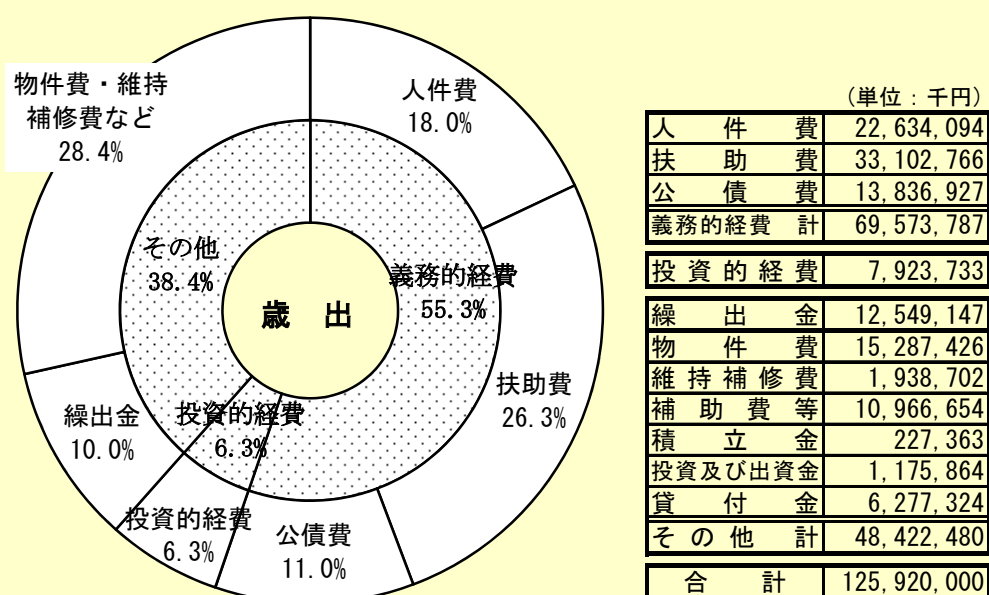 物件費・維持
補修費など
28.4%
人件費
18.0%
その他
38.4%
義務的経費
55.3%
歳 出
扶助費
26.3%
繰出金
10.0%
投資的経費
6.3%
投資的経費
6.3%
公債費
11.0%
（単位：千円）
人件費 22,634,094
扶助費 33,102,766
公債費 13,836,927
義務的経費 計 69,573,787
投資的経費 7,923,733
繰出金 12,549,147
物件費 15,287,426
維持補修費 1,938,702
補助費等 10,966,654
積立金 227,363
投資及び出資金 1,175,864
貸付金 6,277,324
その他 計 48,422,480
合計 125,920,000